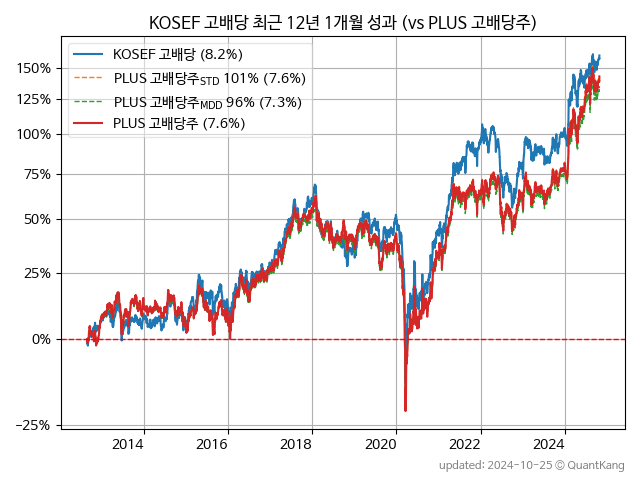 KOSEF 고배당 최근 12년 1개월 성과 (vs PLUS 고배당주)
KOSEF 고배당 (8.2%)
PLUS 고배당주STD 101% (7.6%)
PLUS 고배당주MDD 96% (7.3%)
PLUS 고배당주 (7.6%)
150%
125%
100%
75%
50%
25%
0%
−25%
2014
2016
2018
2020
2022
2024
updated: 2024-10-25 © QuantKang